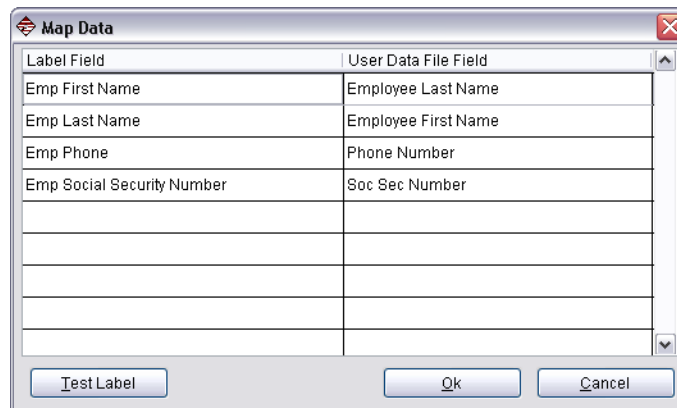 Map Data
Label Field User Data File Field
Emp First Name Employee Last Name
Emp Last Name Employee First Name
Emp Phone Phone Number
Emp Social Security Number Soc Sec Number
Test Label Ok Cancel